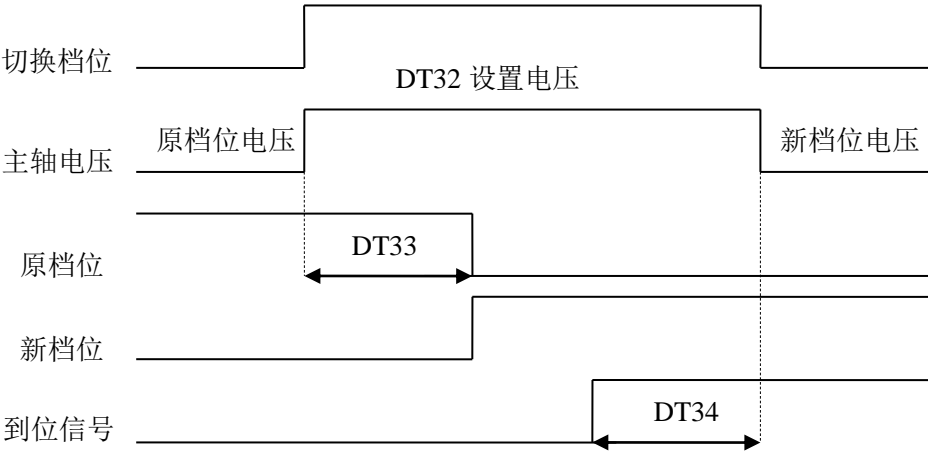 切换档位
DT32 设置电压
原档位电压
新档位电压
主轴电压
DT33
原档位
新档位
DT34
到位信号